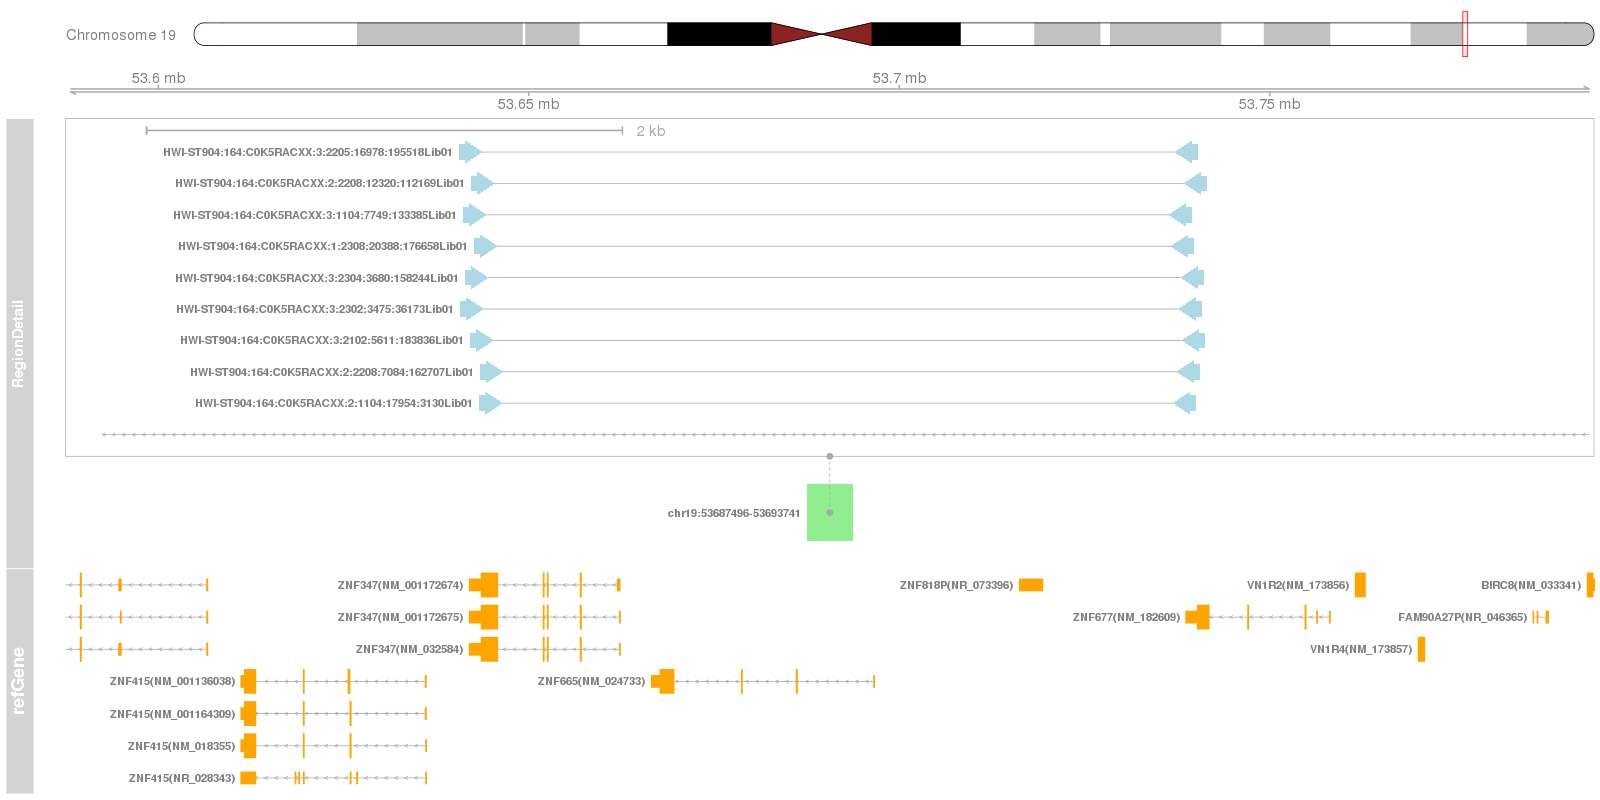 Chromosome 19
53.6 mb
53.7 mb
53.65 mb
53.75 mb
RegionDetail
2 kb
HWI-ST904:164:C0K5RACXX:3:2205:16978:195518Lib01
HWI-ST904:164:C0K5RACXX:2:2208:12320:112169Lib01
HWI-ST904:164:C0K5RACXX:3:1104:7749:133385Lib01
HWI-ST904:164:C0K5RACXX:1:2308:20388:176658Lib01
HWI-ST904:164:C0K5RACXX:3:2304:3680:158244Lib01
HWI-ST904:164:C0K5RACXX:3:2302:3475:36173Lib01
HWI-ST904:164:C0K5RACXX:3:2102:5611:183836Lib01
HWI-ST904:164:C0K5RACXX:2:2208:7084:162707Lib01
HWI-ST904:164:C0K5RACXX:2:1104:17954:3130Lib01
chr19:53687496-53693741
refGene
ZNF347(NM_001172674) ZNF818P(NR_073396) VN1R2(NM_173856) BIRC8(NM_033341)
ZNF347(NM_001172675) ZNF677(NM_182609) FAM90A27P(NR_046365)
ZNF347(NM_032584) VN1R4(NM_173857)
ZNF415(NM_001136038) ZNF665(NM_024733)
ZNF415(NM_001164309)
ZNF415(NM_018355)
ZNF415(NR_028343)